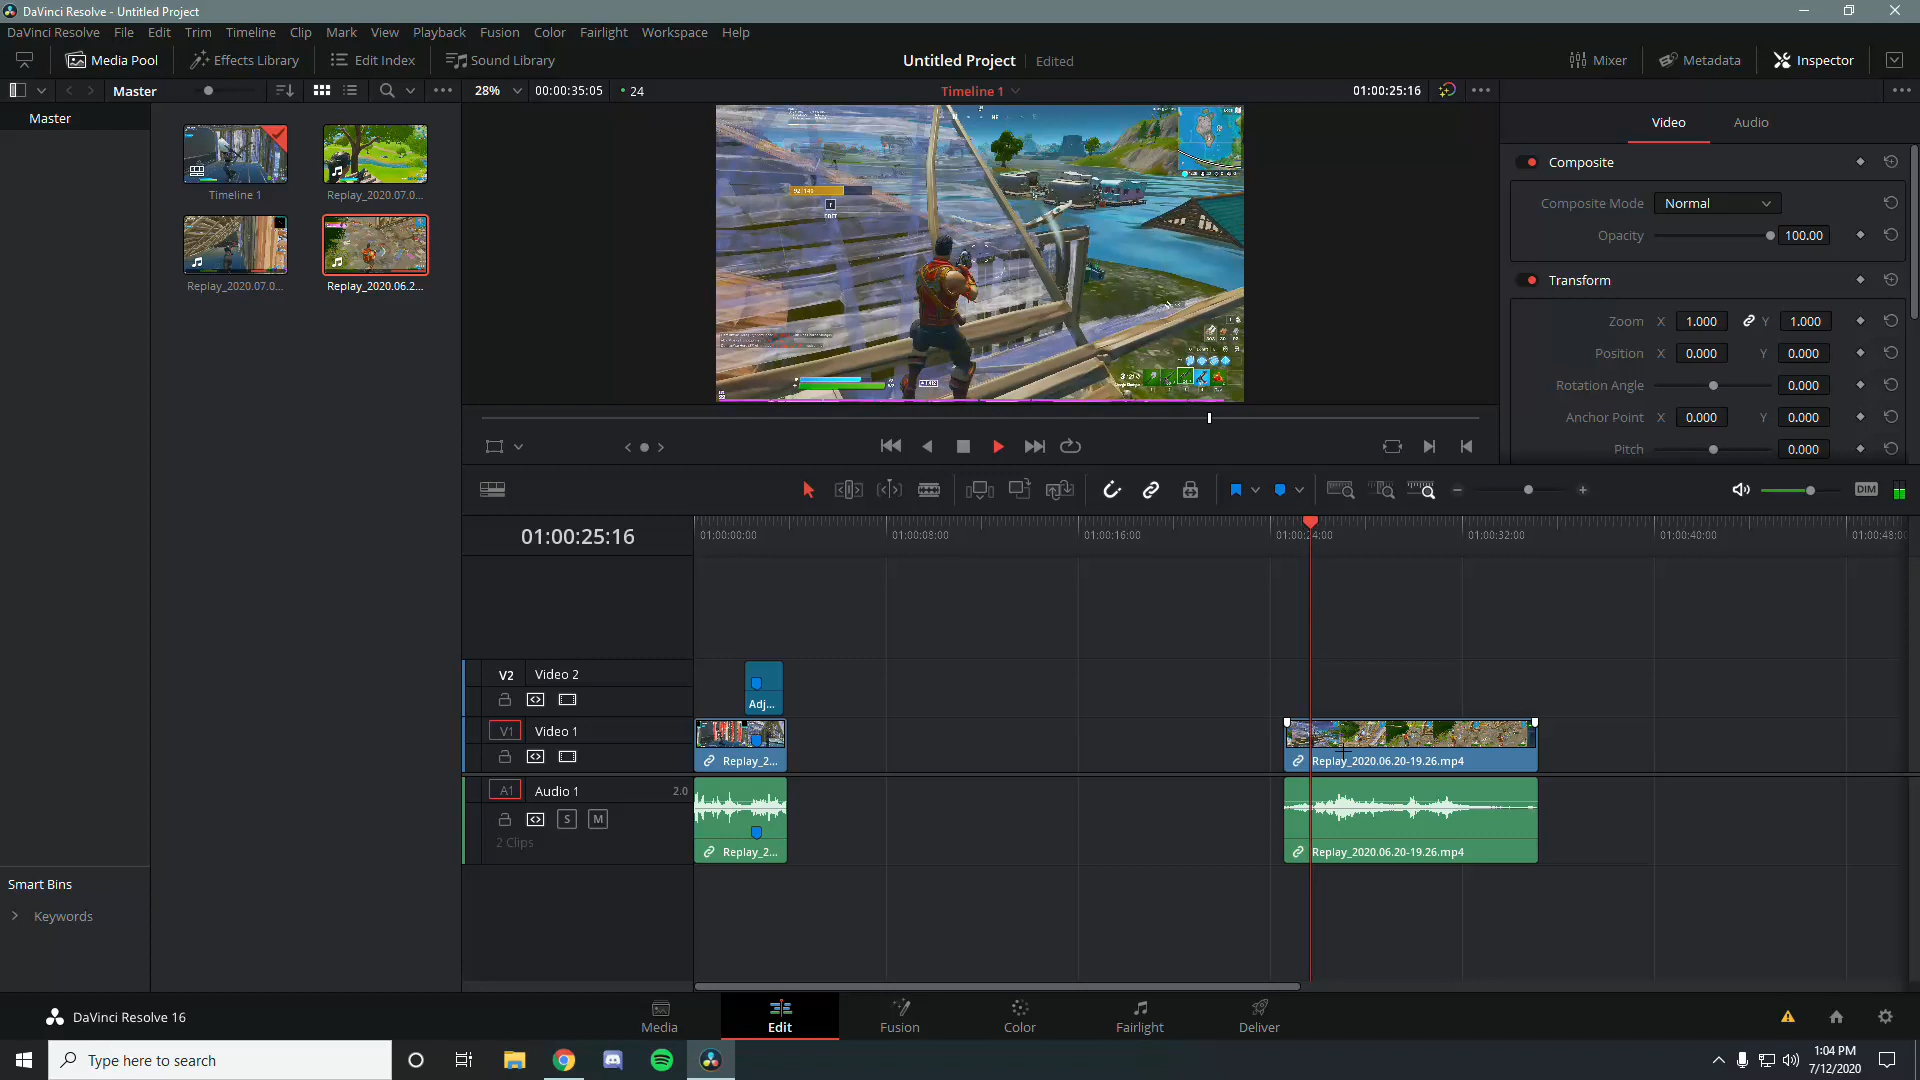 DaVinci Resolve - Untitled Project
DaVinci Resolve File Edit Trim Timeline Clip Mark View Playback Fusion Color Fairlight Workspace Help
Media Pool Effects Library Edit Index Sound Library Untitled Project Edited Mixer Metadata Inspector
Master 28% 00:00:35:05 24 Timeline 1 01:00:25:16
Master
Timeline 1 Replay_2020.07.0...
Replay_2020.07.0... Replay_2020.06.2...
EDIT
Video Audio
Composite
Composite Mode Normal
Opacity 100.00
Transform
Zoom X 1.000 Y 1.000
Position X 0.000 Y 0.000
Rotation Angle 0.000
Anchor Point X 0.000 Y 0.000
Pitch 0.000
DIM
01:00:25:16
01:00:00:00 01:00:08:00 01:00:16:00 01:00:24:00 01:00:32:00 01:00:40:00 01:00:48:00
V2 Video 2
Adj...
V1 Video 1
Replay_2... Replay_2020.06.20-19.26.mp4
A1 Audio 1 2.0
S M
2 Clips
Replay_2... Replay_2020.06.20-19.26.mp4
Smart Bins
Keywords
DaVinci Resolve 16
Media Edit Fusion Color Fairlight Deliver
Type here to search
1:04 PM
7/12/2020